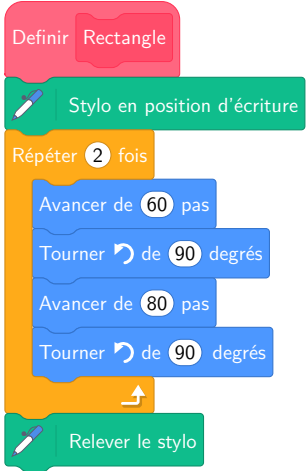 Definir Rectangle
Stylo en position d'écriture
Répéter 2 fois
Avancer de 60 pas
Tourner de 90 degrés
Avancer de 80 pas
Tourner de 90 degrés
Relever le stylo